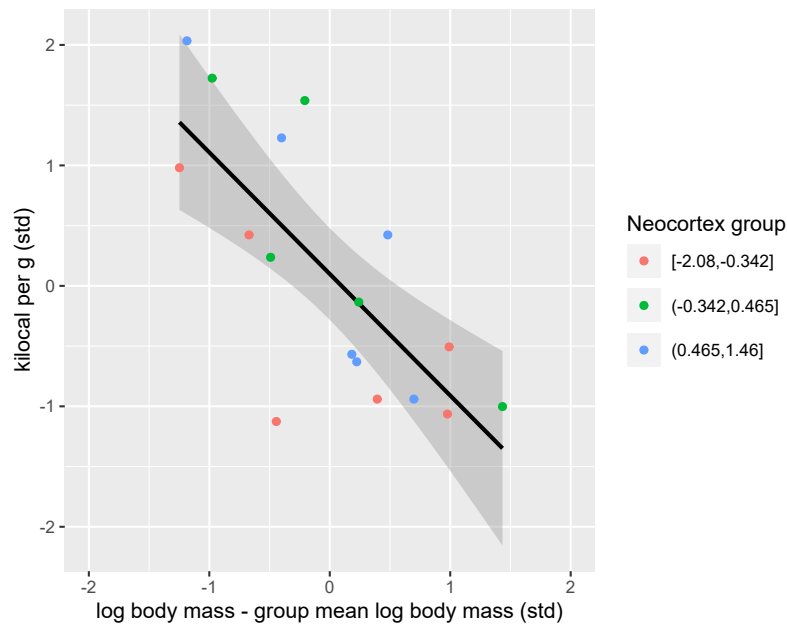 2
1
0
-1
-2
kilocal per g (std)
-2 -1 0 1 2
log body mass - group mean log body mass (std)
Neocortex group
[-2.08,-0.342]
(-0.342,0.465]
(0.465,1.46]